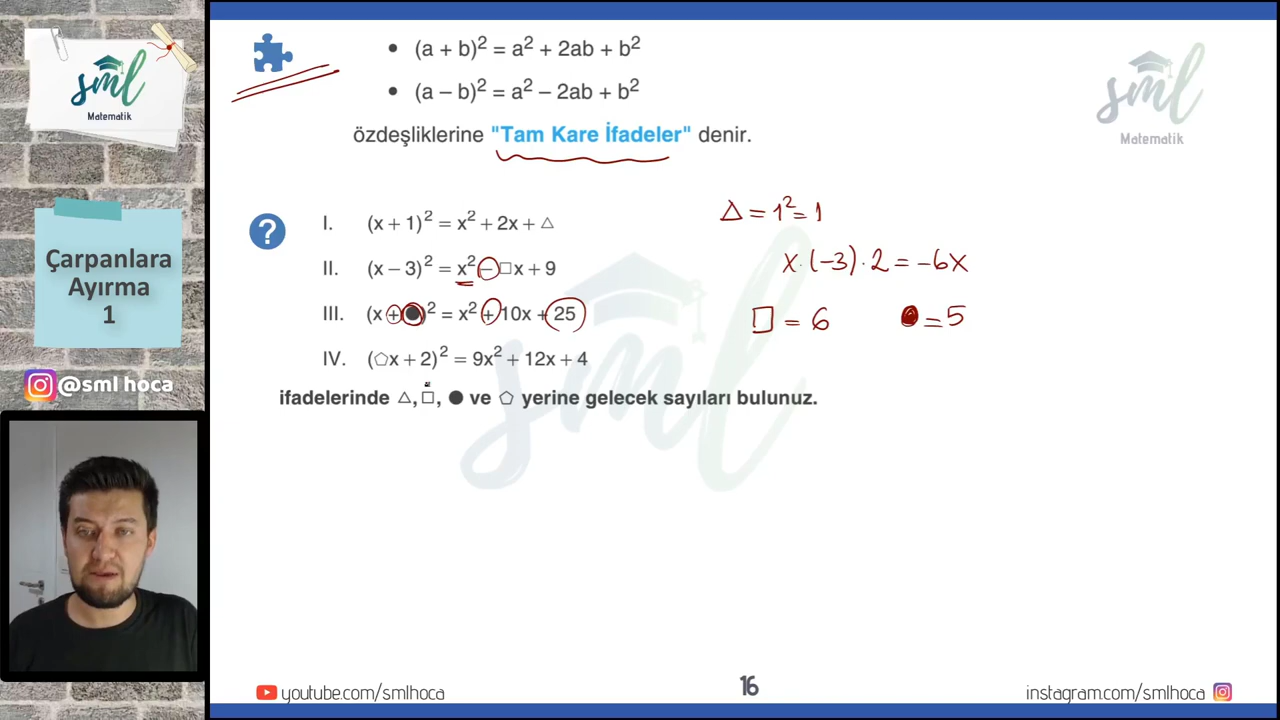 sml
Matematik
Çarpanlara
Ayırma
1
@sml hoca
• (a + b)² = a² + 2ab + b²
• (a – b)² = a² – 2ab + b²
özdeşliklerine "Tam Kare İfadeler" denir.
sml
Matematik
?
I. (x + 1)² = x² + 2x + △
II. (x – 3)² = x² – □x + 9
III. (x + ●)² = x² + 10x + 25
IV. (⬠x + 2)² = 9x² + 12x + 4
ifadelerinde △, □, ● ve ⬠ yerine gelecek sayıları bulunuz.
△ = 1² = 1
x · (-3) · 2 = -6x
□ = 6
● = 5
sml
youtube.com/smlhoca
16
instagram.com/smlhoca